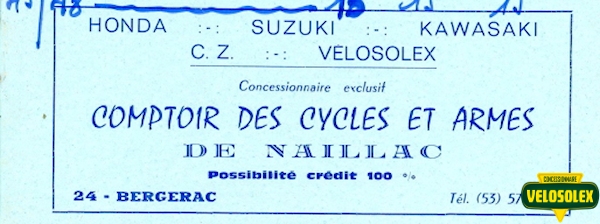 HONDA :-: SUZUKI :-: KAWASAKI
C. Z. :-: VÉLOSOLEX
Concessionnaire exclusif
COMPTOIR DES CYCLES ET ARMES
DE NAILLAC
Possibilité crédit 100 %
24 - BERGERAC Tél. (53) 57
CONCESSIONNAIRE
VELOSOLEX